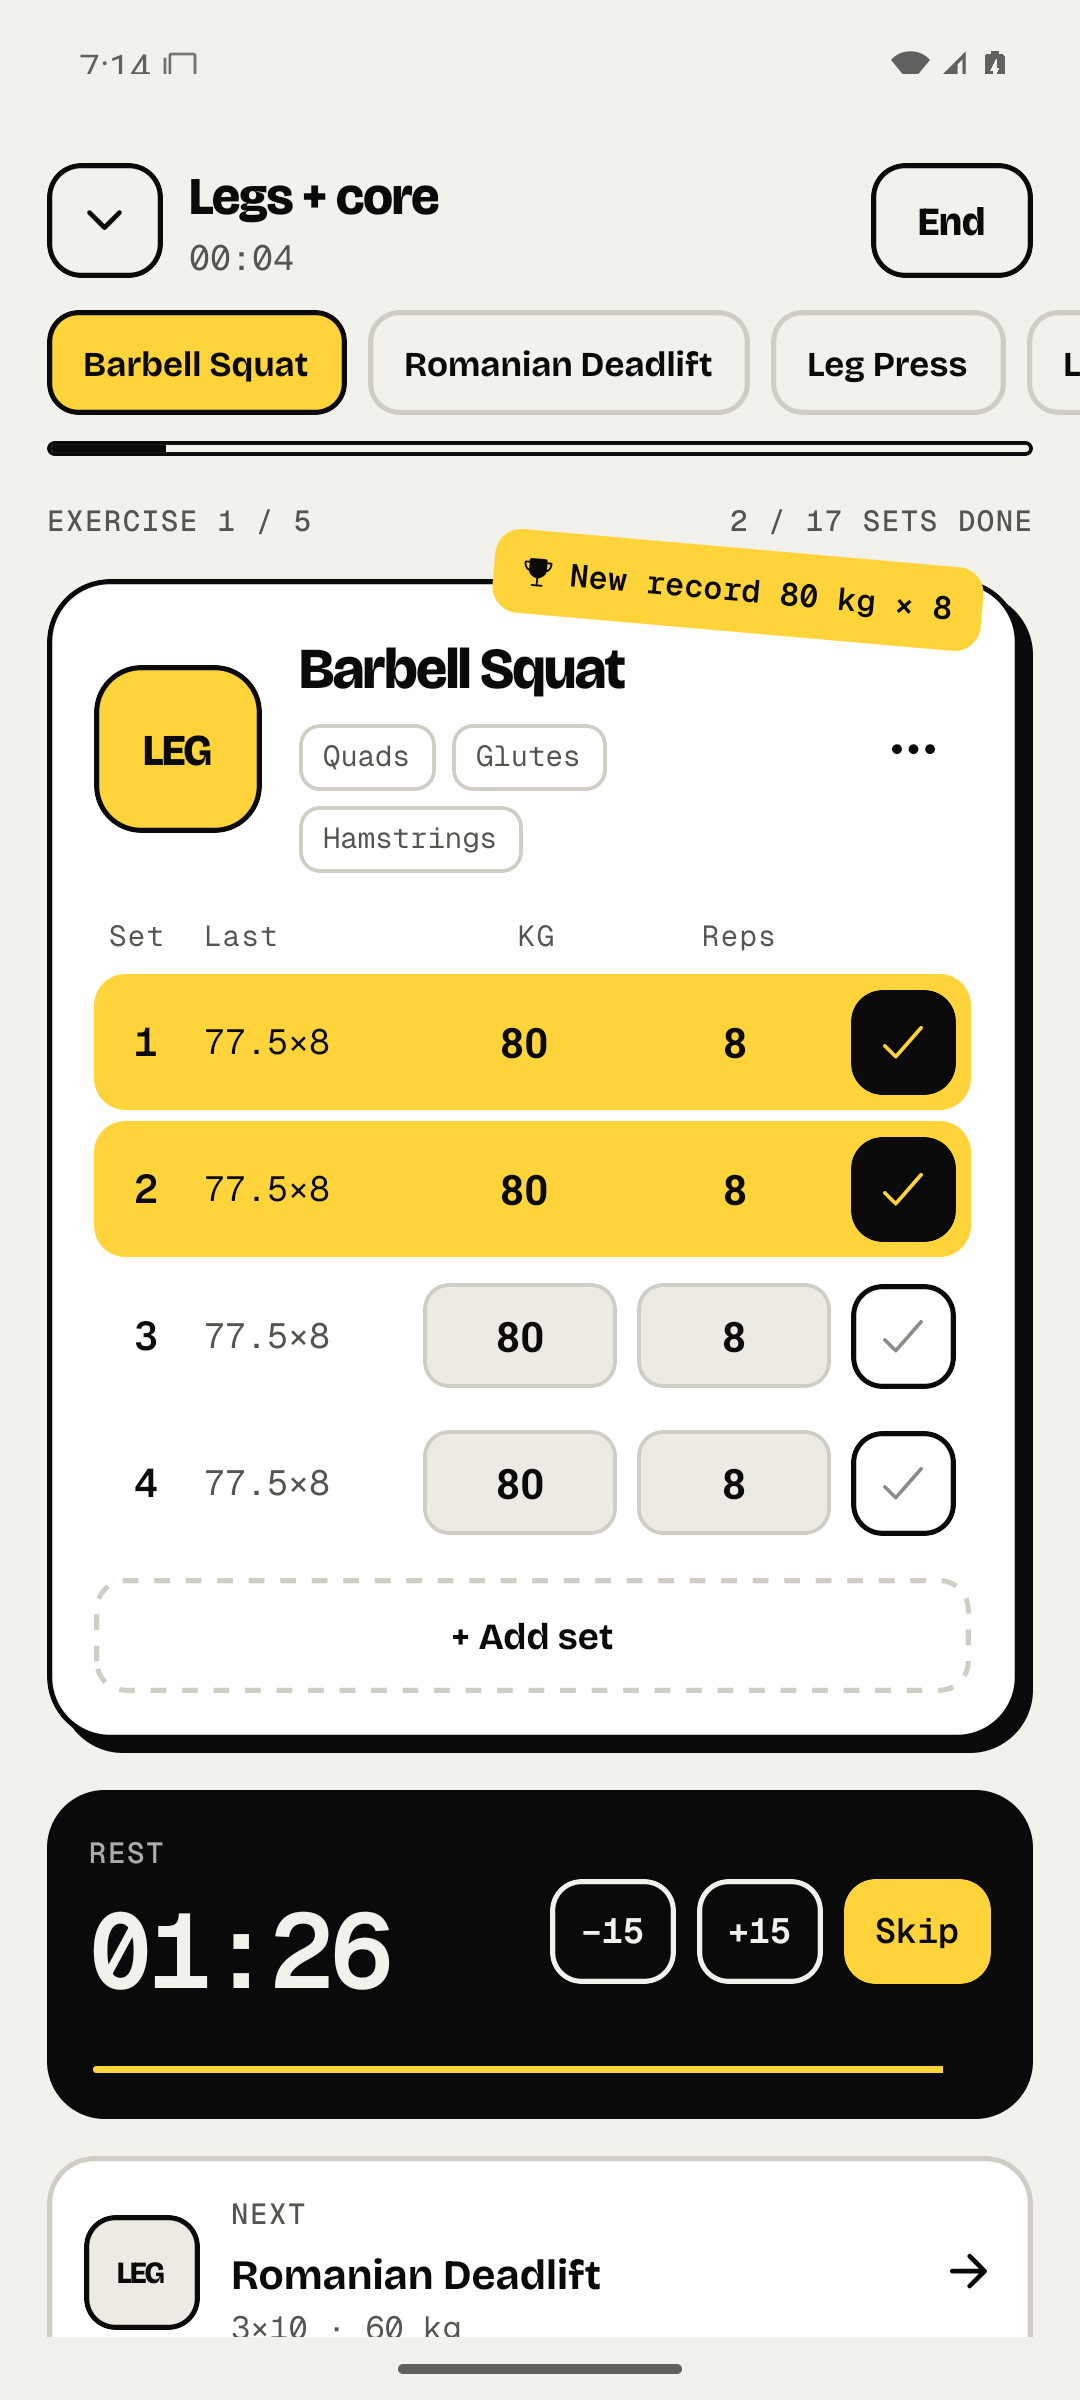 7:14
Legs + core
00:04
End
Barbell Squat
Romanian Deadlift
Leg Press
L
EXERCISE 1 / 5
2 / 17 SETS DONE
New record 80 kg × 8
Barbell Squat
LEG
Quads
Glutes
Hamstrings
Set Last KG Reps
1 77.5×8 80 8
2 77.5×8 80 8
3 77.5×8 80 8
4 77.5×8 80 8
+ Add set
REST
01:26
−15
+15
Skip
NEXT
LEG
Romanian Deadlift
3×10 · 60 kg